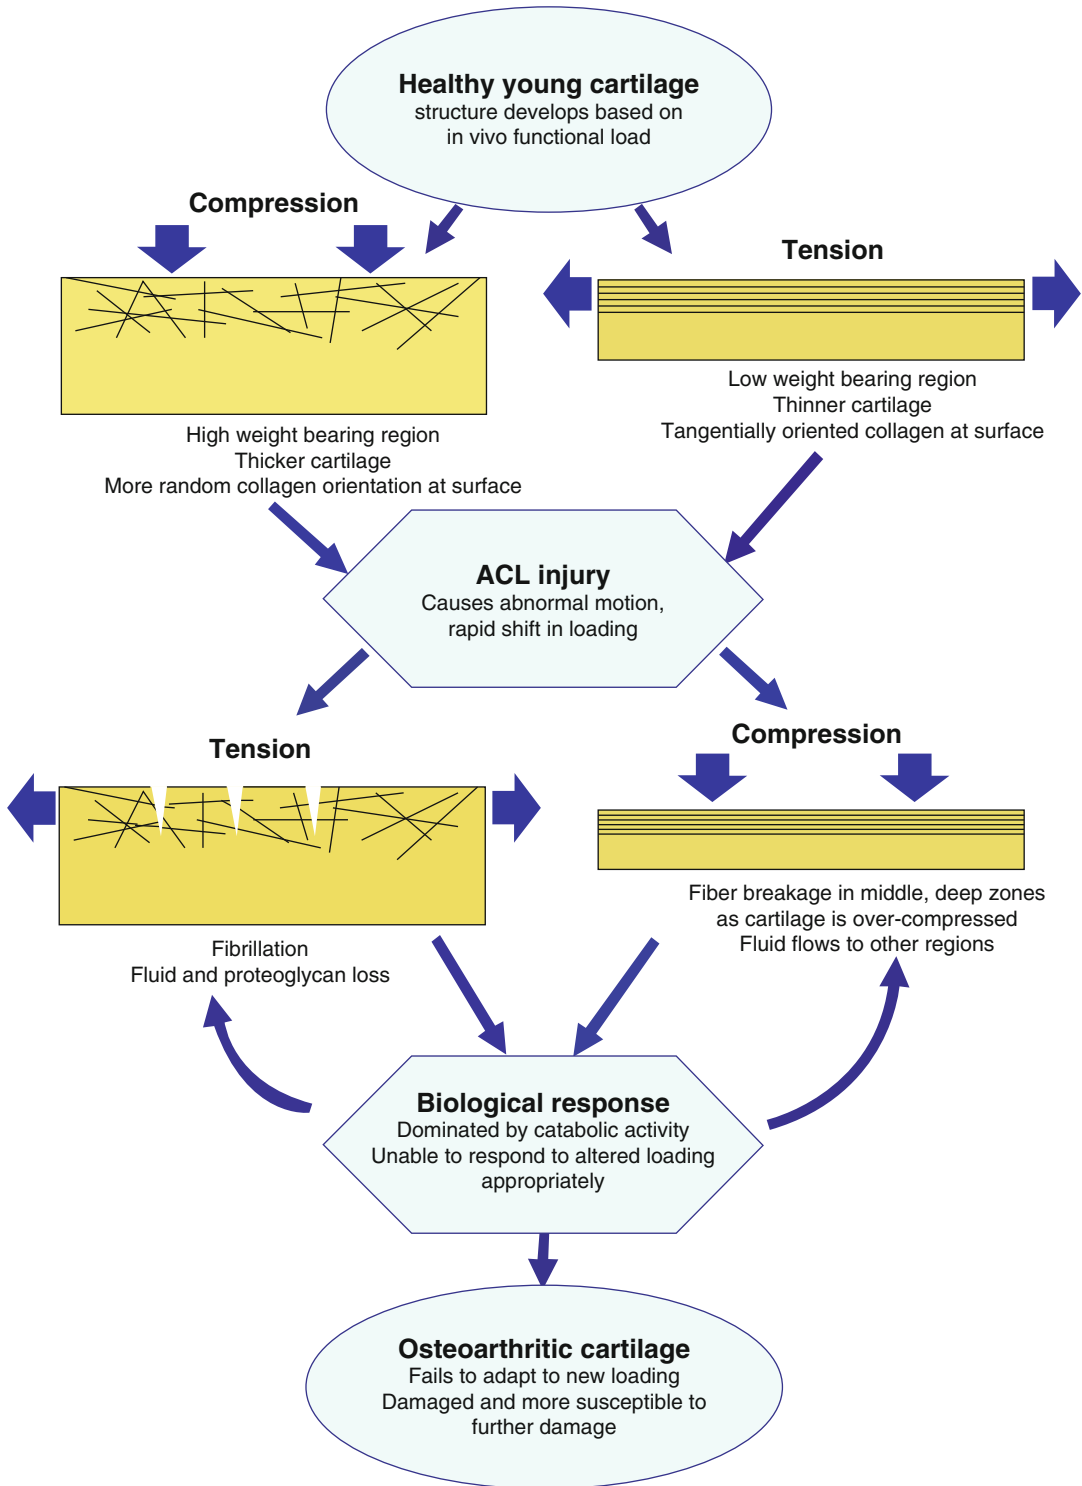 Healthy young cartilage
structure develops based on
in vivo functional load
Compression
High weight bearing region
Thicker cartilage
More random collagen orientation at surface
Tension
Low weight bearing region
Thinner cartilage
Tangentially oriented collagen at surface
ACL injury
Causes abnormal motion,
rapid shift in loading
Tension
Fibrillation
Fluid and proteoglycan loss
Compression
Fiber breakage in middle, deep zones
as cartilage is over-compressed
Fluid flows to other regions
Biological response
Dominated by catabolic activity
Unable to respond to altered loading
appropriately
Osteoarthritic cartilage
Fails to adapt to new loading
Damaged and more susceptible to
further damage